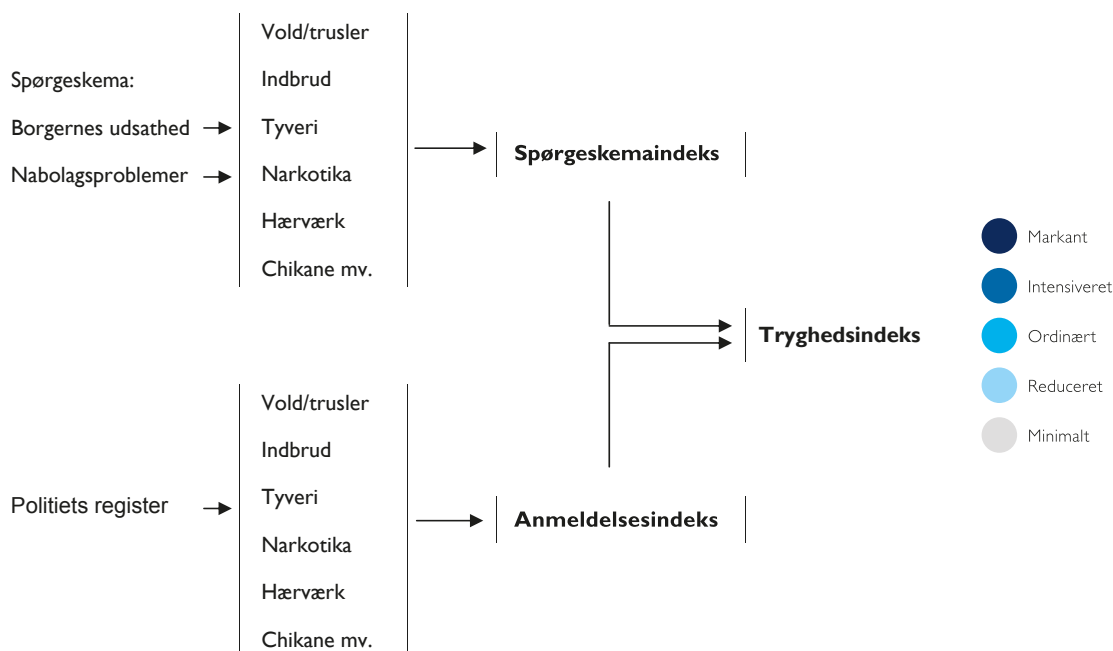 Spørgeskema:
Borgernes udsathed
Nabolagsproblemer
Vold/trusler
Indbrud
Tyveri
Narkotika
Hærværk
Chikane mv.
Spørgeskemaindeks
Politiets register
Vold/trusler
Indbrud
Tyveri
Narkotika
Hærværk
Chikane mv.
Anmeldelsesindeks
Tryghedsindeks
Markant
Intensiveret
Ordinært
Reduceret
Minimalt